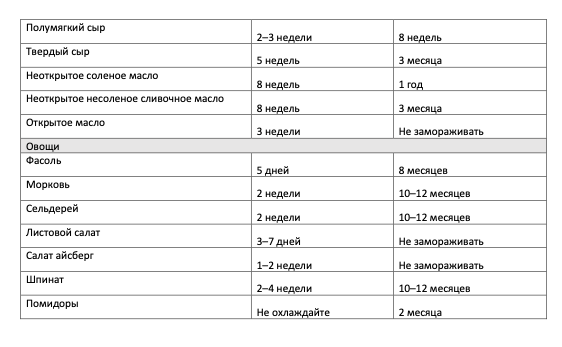 Полумягкий сыр 2–3 недели 8 недель
Твердый сыр 5 недель 3 месяца
Неоткрытое соленое масло 8 недель 1 год
Неоткрытое несоленое сливочное масло 8 недель 3 месяца
Открытое масло 3 недели Не замораживать
Овощи
Фасоль 5 дней 8 месяцев
Морковь 2 недели 10–12 месяцев
Сельдерей 2 недели 10–12 месяцев
Листовой салат 3–7 дней Не замораживать
Салат айсберг 1–2 недели Не замораживать
Шпинат 2–4 недели 10–12 месяцев
Помидоры Не охлаждайте 2 месяца